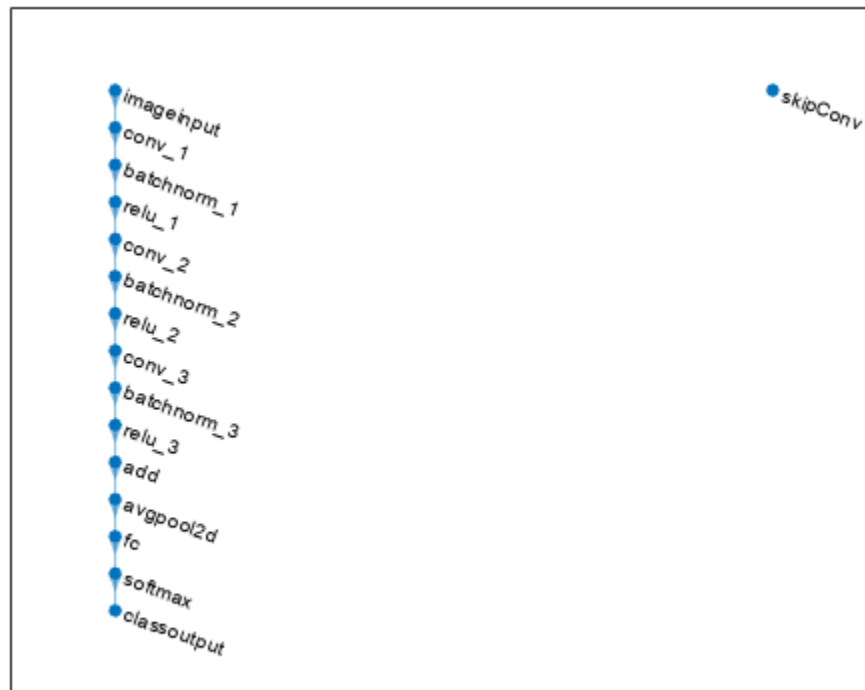 imageinput
skipConv
conv_1
batchnorm_1
relu_1
conv_2
batchnorm_2
relu_2
conv_3
batchnorm_3
relu_3
add
avgpool2d
fc
softmax
classoutput